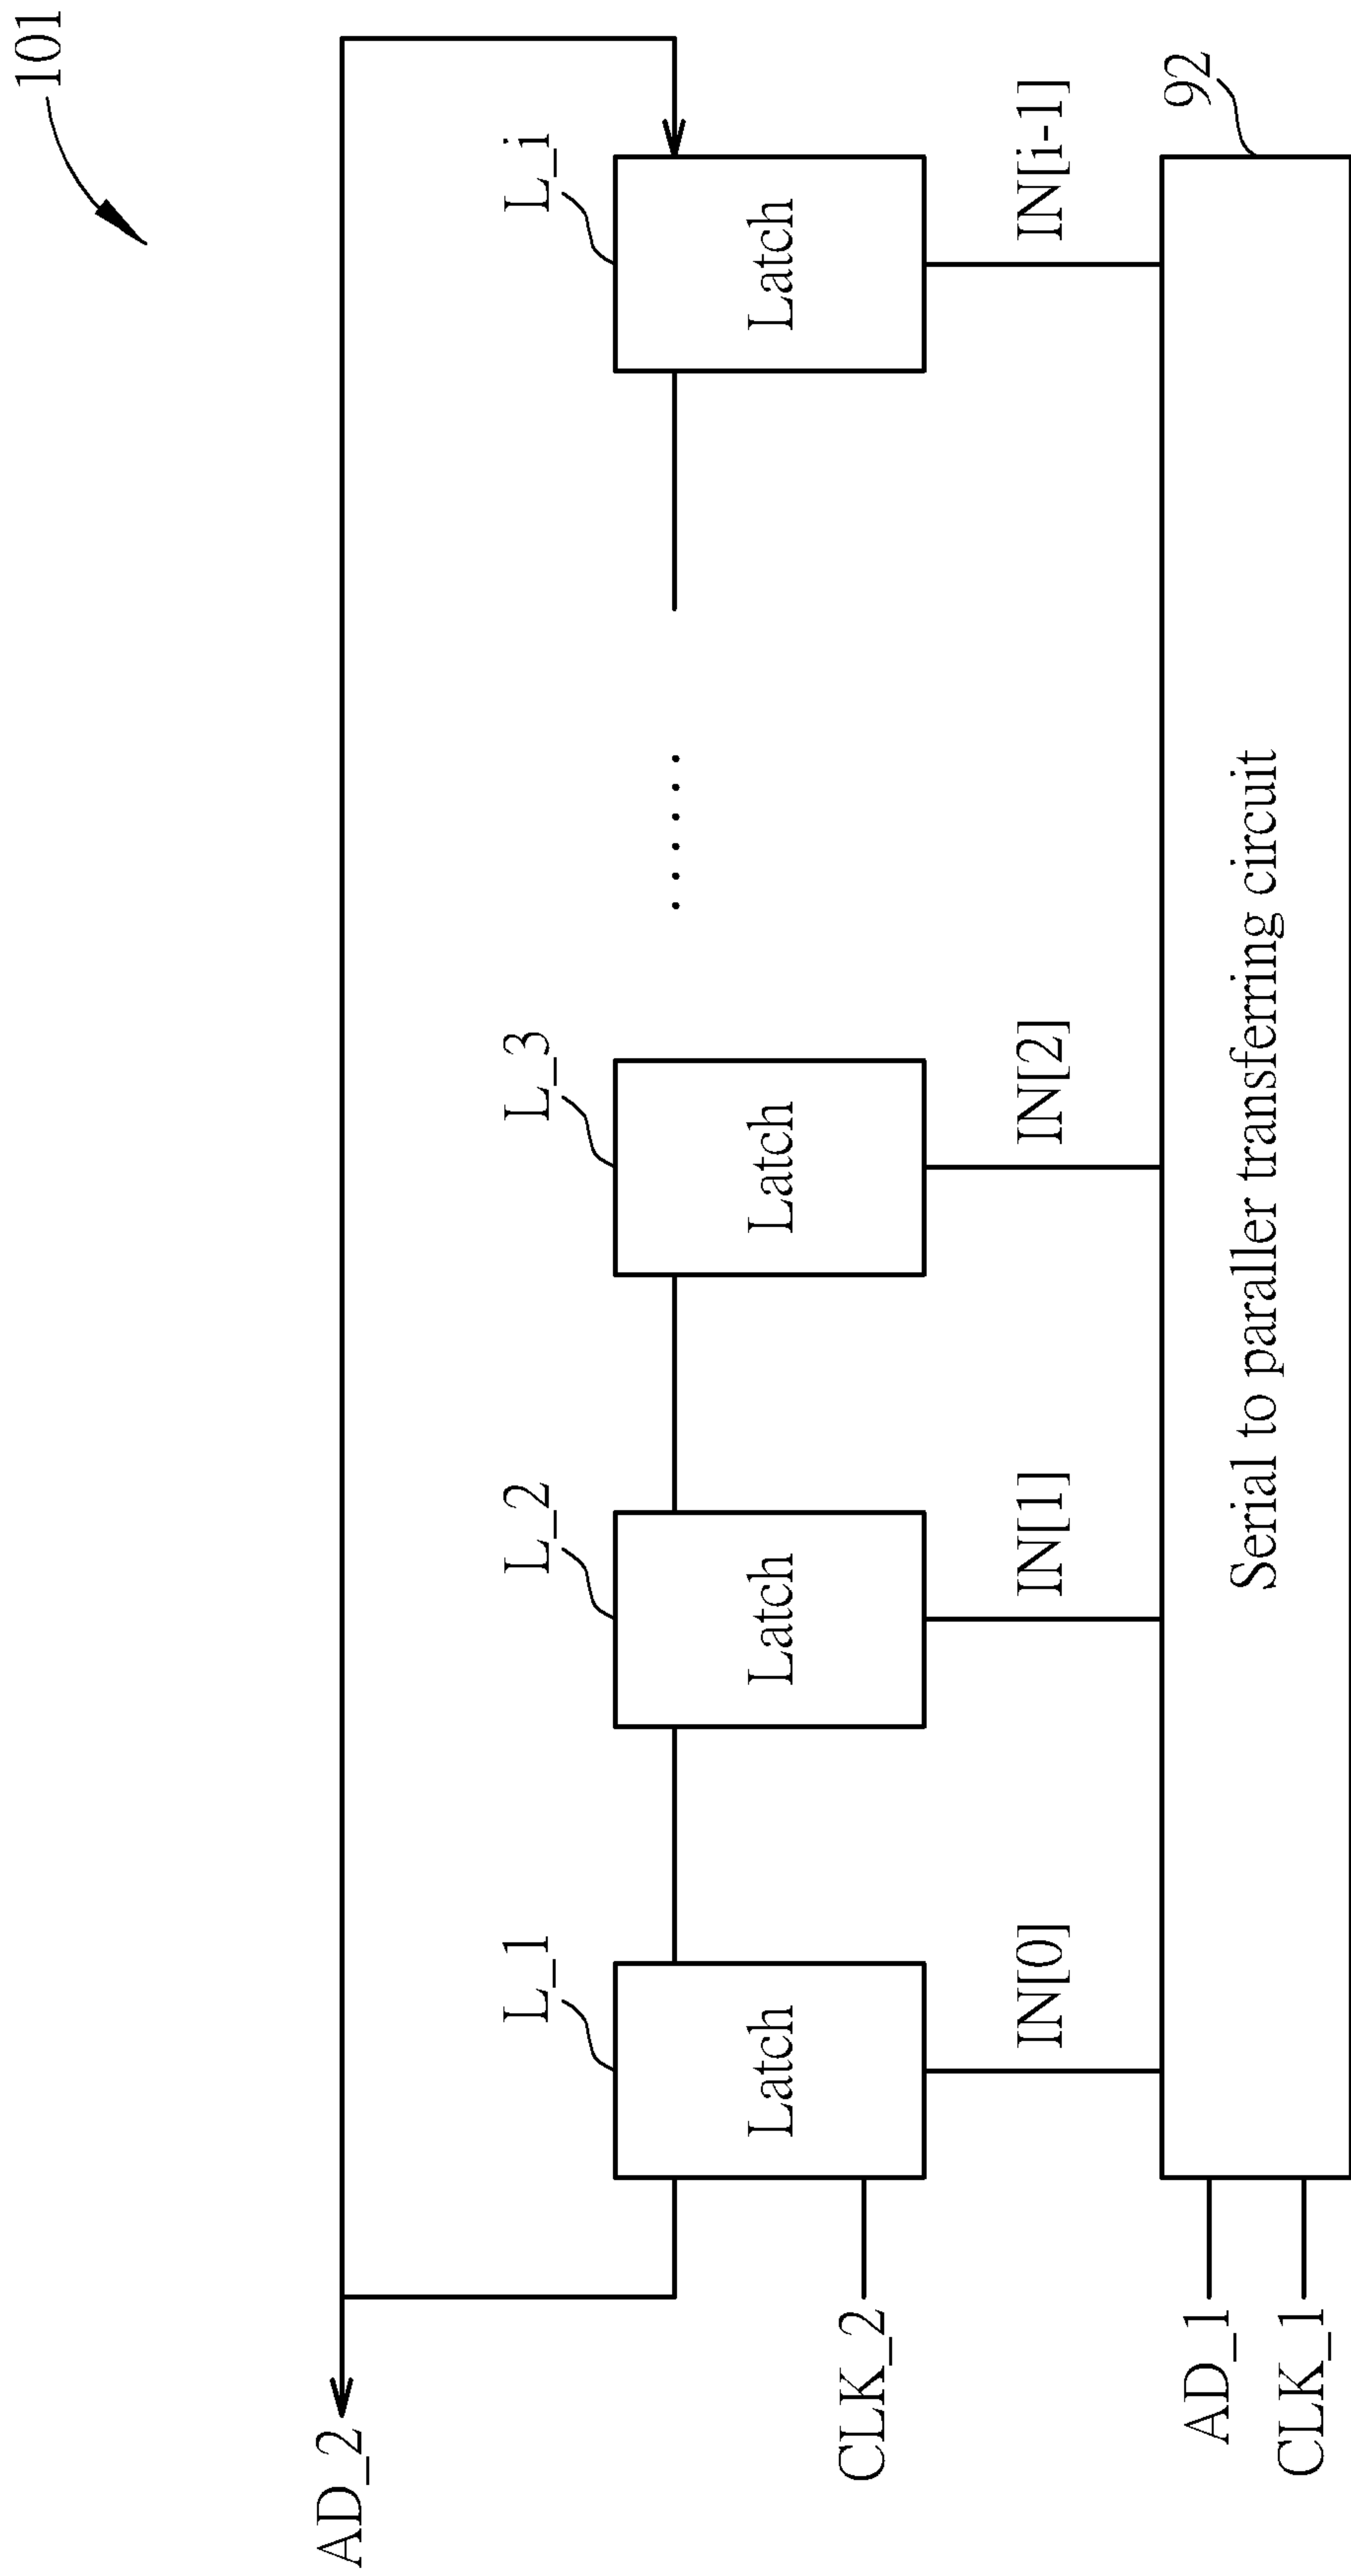 101
AD_2
L_1
L_2
L_3
L_i
Latch
Latch
Latch
......
Latch
CLK_2
IN[0]
IN[1]
IN[2]
IN[i-1]
92
AD_1
CLK_1
Serial to paraller transferring circuit